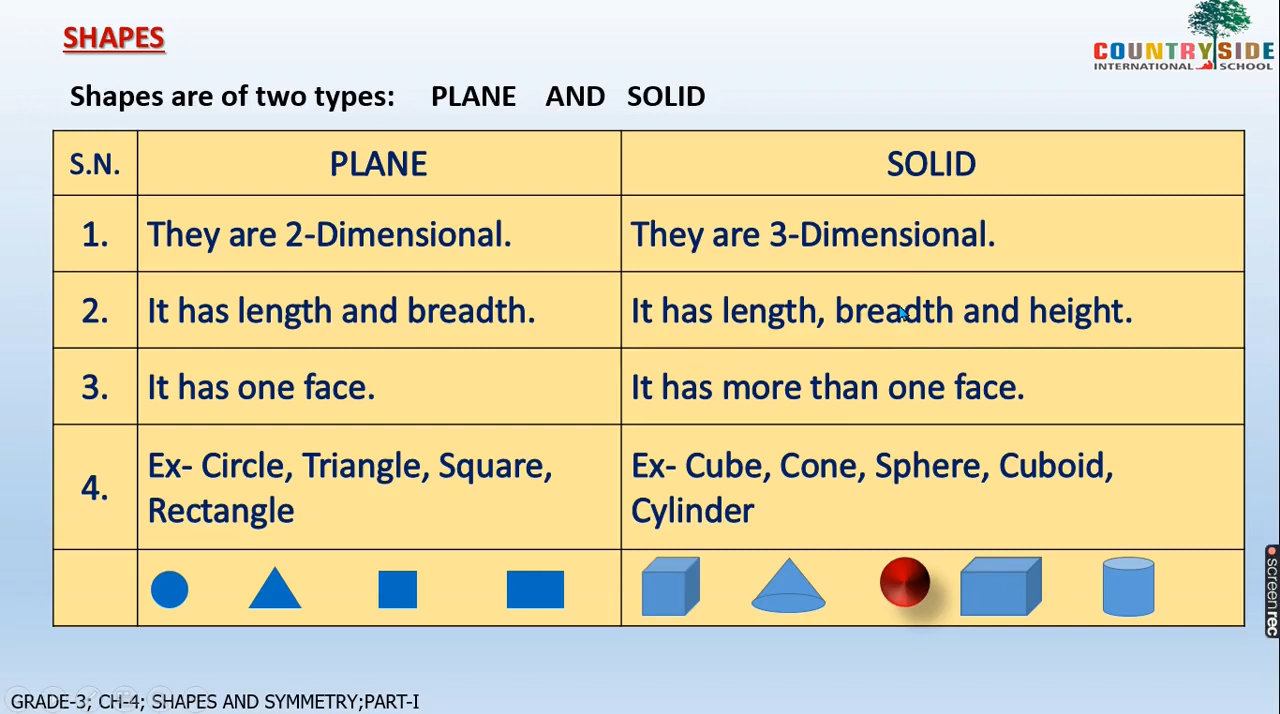 SHAPES
COUNTRYSIDE
INTERNATIONAL SCHOOL
Shapes are of two types: PLANE AND SOLID
S.N. PLANE SOLID
1. They are 2-Dimensional. They are 3-Dimensional.
2. It has length and breadth. It has length, breadth and height.
3. It has one face. It has more than one face.
4. Ex- Circle, Triangle, Square, Ex- Cube, Cone, Sphere, Cuboid,
Rectangle Cylinder
screenrec
GRADE-3; CH-4; SHAPES AND SYMMETRY;PART-I